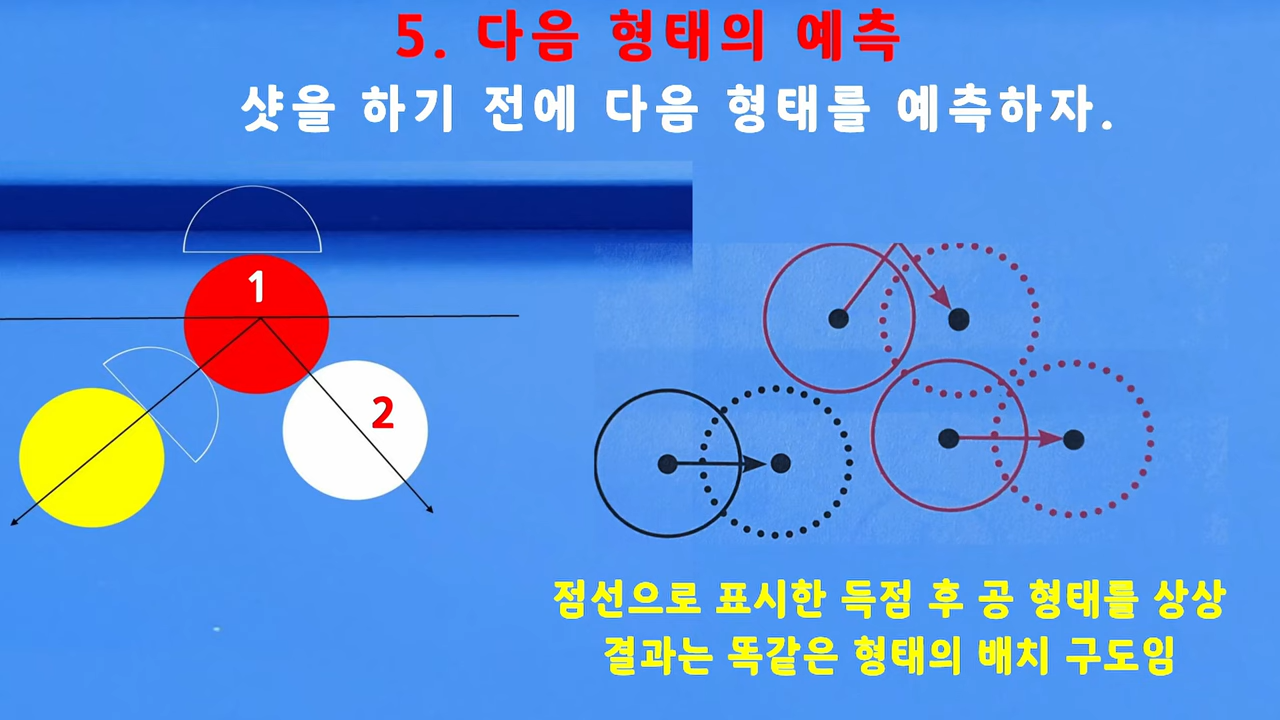 5. 다음 형태의 예측
샷을 하기 전에 다음 형태를 예측하자.
1
2
점선으로 표시한 득점 후 공 형태를 상상
결과는 똑같은 형태의 배치 구도임